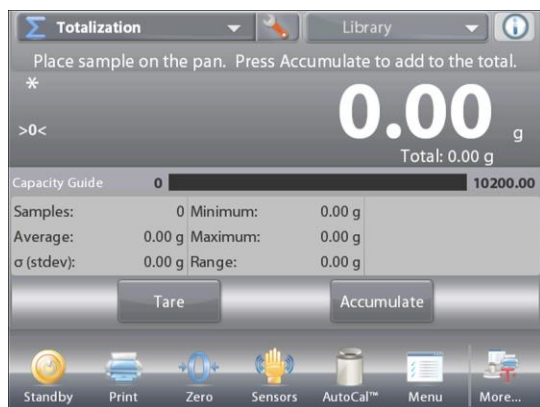 Σ Totalization Library
Place sample on the pan. Press Accumulate to add to the total.
*
0.00 g
>0<
Total: 0.00 g
Capacity Guide 0 10200.00
Samples: 0 Minimum: 0.00 g
Average: 0.00 g Maximum: 0.00 g
σ (stdev): 0.00 g Range: 0.00 g
Tare Accumulate
Standby Print Zero Sensors AutoCal™ Menu More...